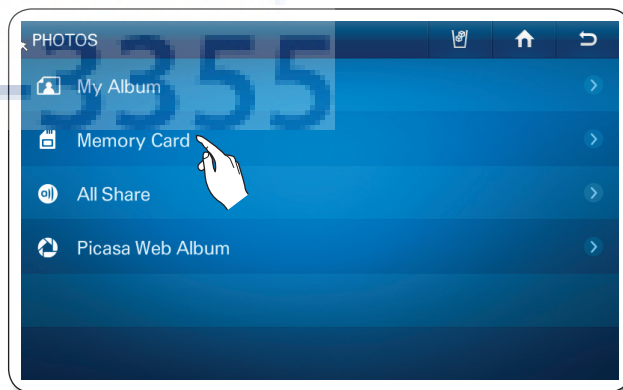 PHOTOS
-3355
My Album
Memory Card
All Share
Picasa Web Album